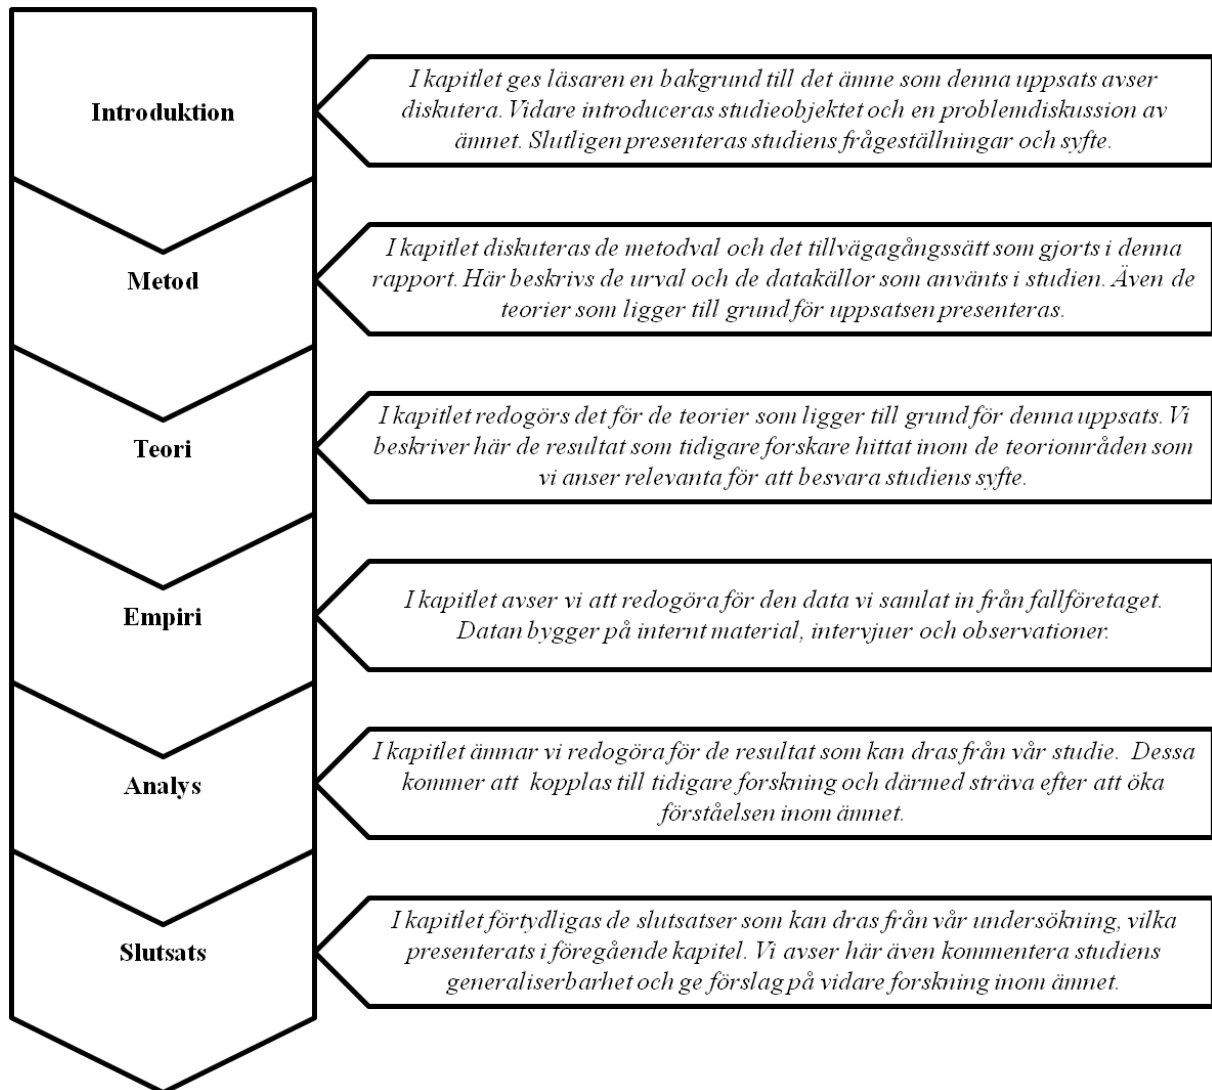 Introduktion
I kapitlet ges läsaren en bakgrund till det ämne som denna uppsats avser
diskutera. Vidare introduceras studieobjektet och en problemdiskussion av
ämnet. Slutligen presenteras studiens frågeställningar och syfte.
Metod
I kapitlet diskuteras de metodval och det tillvägagångssätt som gjorts i denna
rapport. Här beskrivs de urval och de datakällor som använts i studien. Även de
teorier som ligger till grund för uppsatsen presenteras.
Teori
I kapitlet redogörs det för de teorier som ligger till grund för denna uppsats. Vi
beskriver här de resultat som tidigare forskare hittat inom de teoriområden som
vi anser relevanta för att besvara studiens syfte.
Empiri
I kapitlet avser vi att redogöra för den data vi samlat in från fallföretaget.
Datan bygger på internt material, intervjuer och observationer.
Analys
I kapitlet ämnar vi redogöra för de resultat som kan dras från vår studie. Dessa
kommer att kopplas till tidigare forskning och därmed sträva efter att öka
förståelsen inom ämnet.
Slutsats
I kapitlet förtydligas de slutsatser som kan dras från vår undersökning, vilka
presenterats i föregående kapitel. Vi avser här även kommentera studiens
generaliserbarhet och ge förslag på vidare forskning inom ämnet.